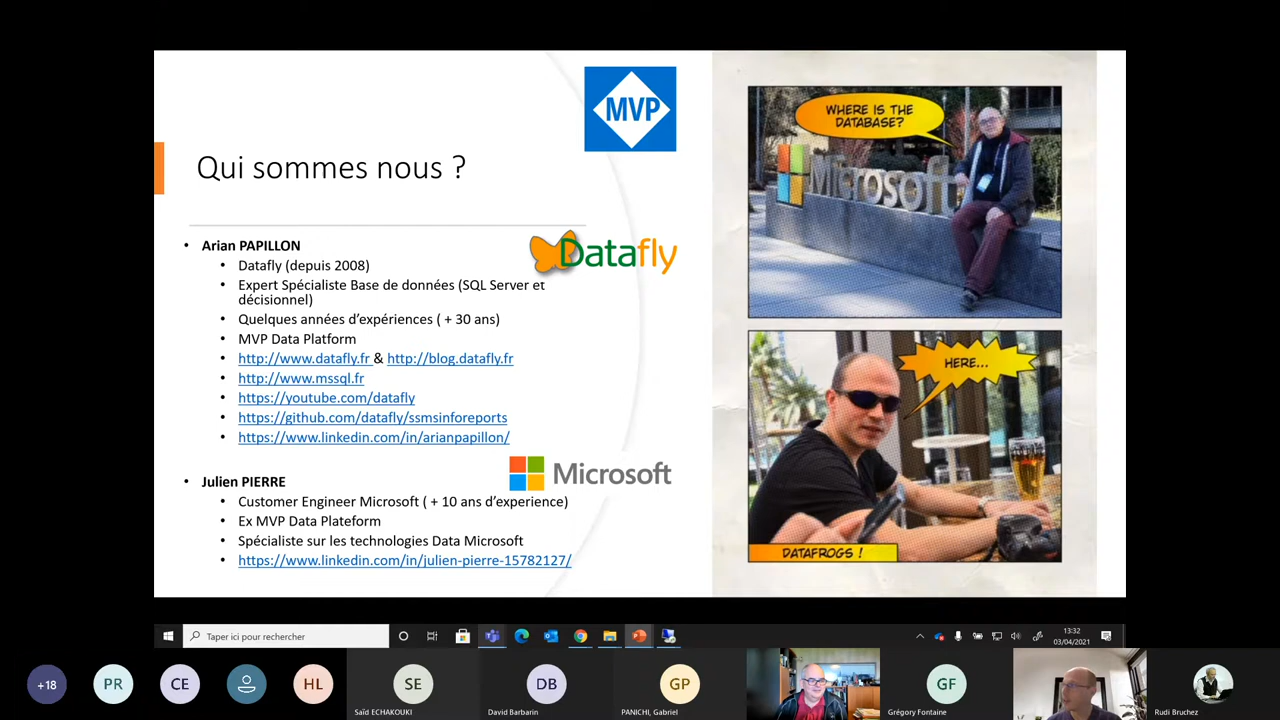 MVP
Qui sommes nous ?
Arian PAPILLON
Datafly
Datafly (depuis 2008)
Expert Spécialiste Base de données (SQL Server et
décisionnel)
Quelques années d'expériences ( + 30 ans)
MVP Data Platform
http://www.datafly.fr & http://blog.datafly.fr
http://www.mssql.fr
https://youtube.com/datafly
https://github.com/datafly/ssmsinforeports
https://www.linkedin.com/in/arianpapillon/
Julien PIERRE
Microsoft
Customer Engineer Microsoft ( + 10 ans d'experience)
Ex MVP Data Plateform
Spécialiste sur les technologies Data Microsoft
https://www.linkedin.com/in/julien-pierre-15782127/
WHERE IS THE
DATABASE?
Microsoft
HERE...
DATAFROGS !
Taper ici pour rechercher
13:32
03/04/2021
+18
PR
CE
HL
SE
Saïd ECHAKOUKI
DB
David Barbarin
GP
PANICHI, Gabriel
GF
Grégory Fontaine
Rudi Bruchez